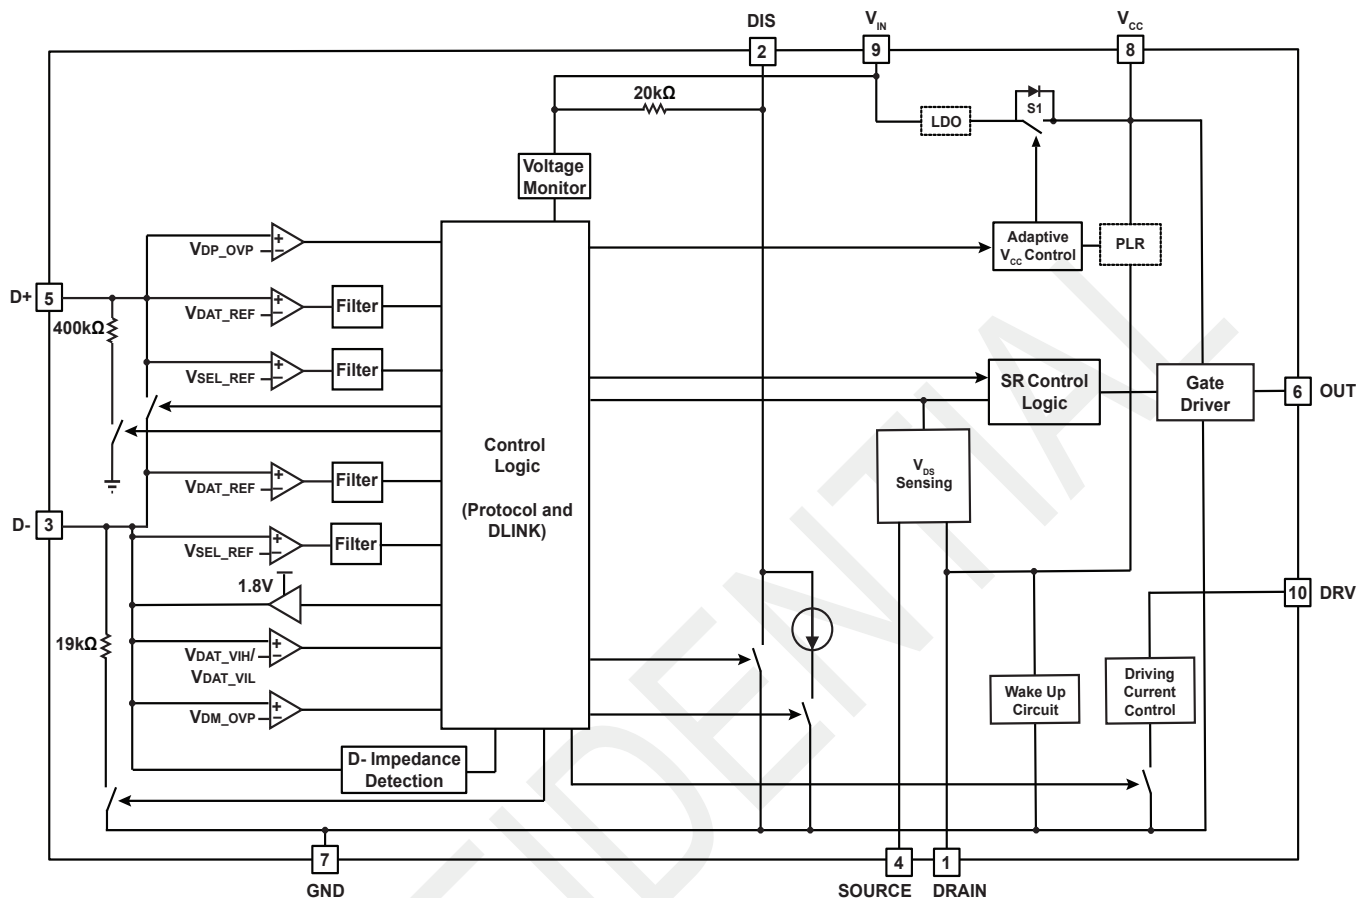 DIS
2
VIN
9
VCC
8
20kΩ
LDO
S1
Voltage
Monitor
VDP_OVP
+
−
Adaptive
VCC Control
PLR
D+
5
400kΩ
VDAT_REF
+
−
Filter
VSEL_REF
+
−
Filter
SR Control
Logic
Gate
Driver
6
OUT
Control
Logic
(Protocol and
DLINK)
VDS
Sensing
VDAT_REF
+
−
Filter
D-
3
VSEL_REF
+
−
Filter
1.8V
10
DRV
19kΩ
VDAT_VIH/
VDAT_VIL
+
−
VDM_OVP
+
−
Wake Up
Circuit
Driving
Current
Control
D- Impedance
Detection
7
GND
4
SOURCE
1
DRAIN
FIDENTIAL